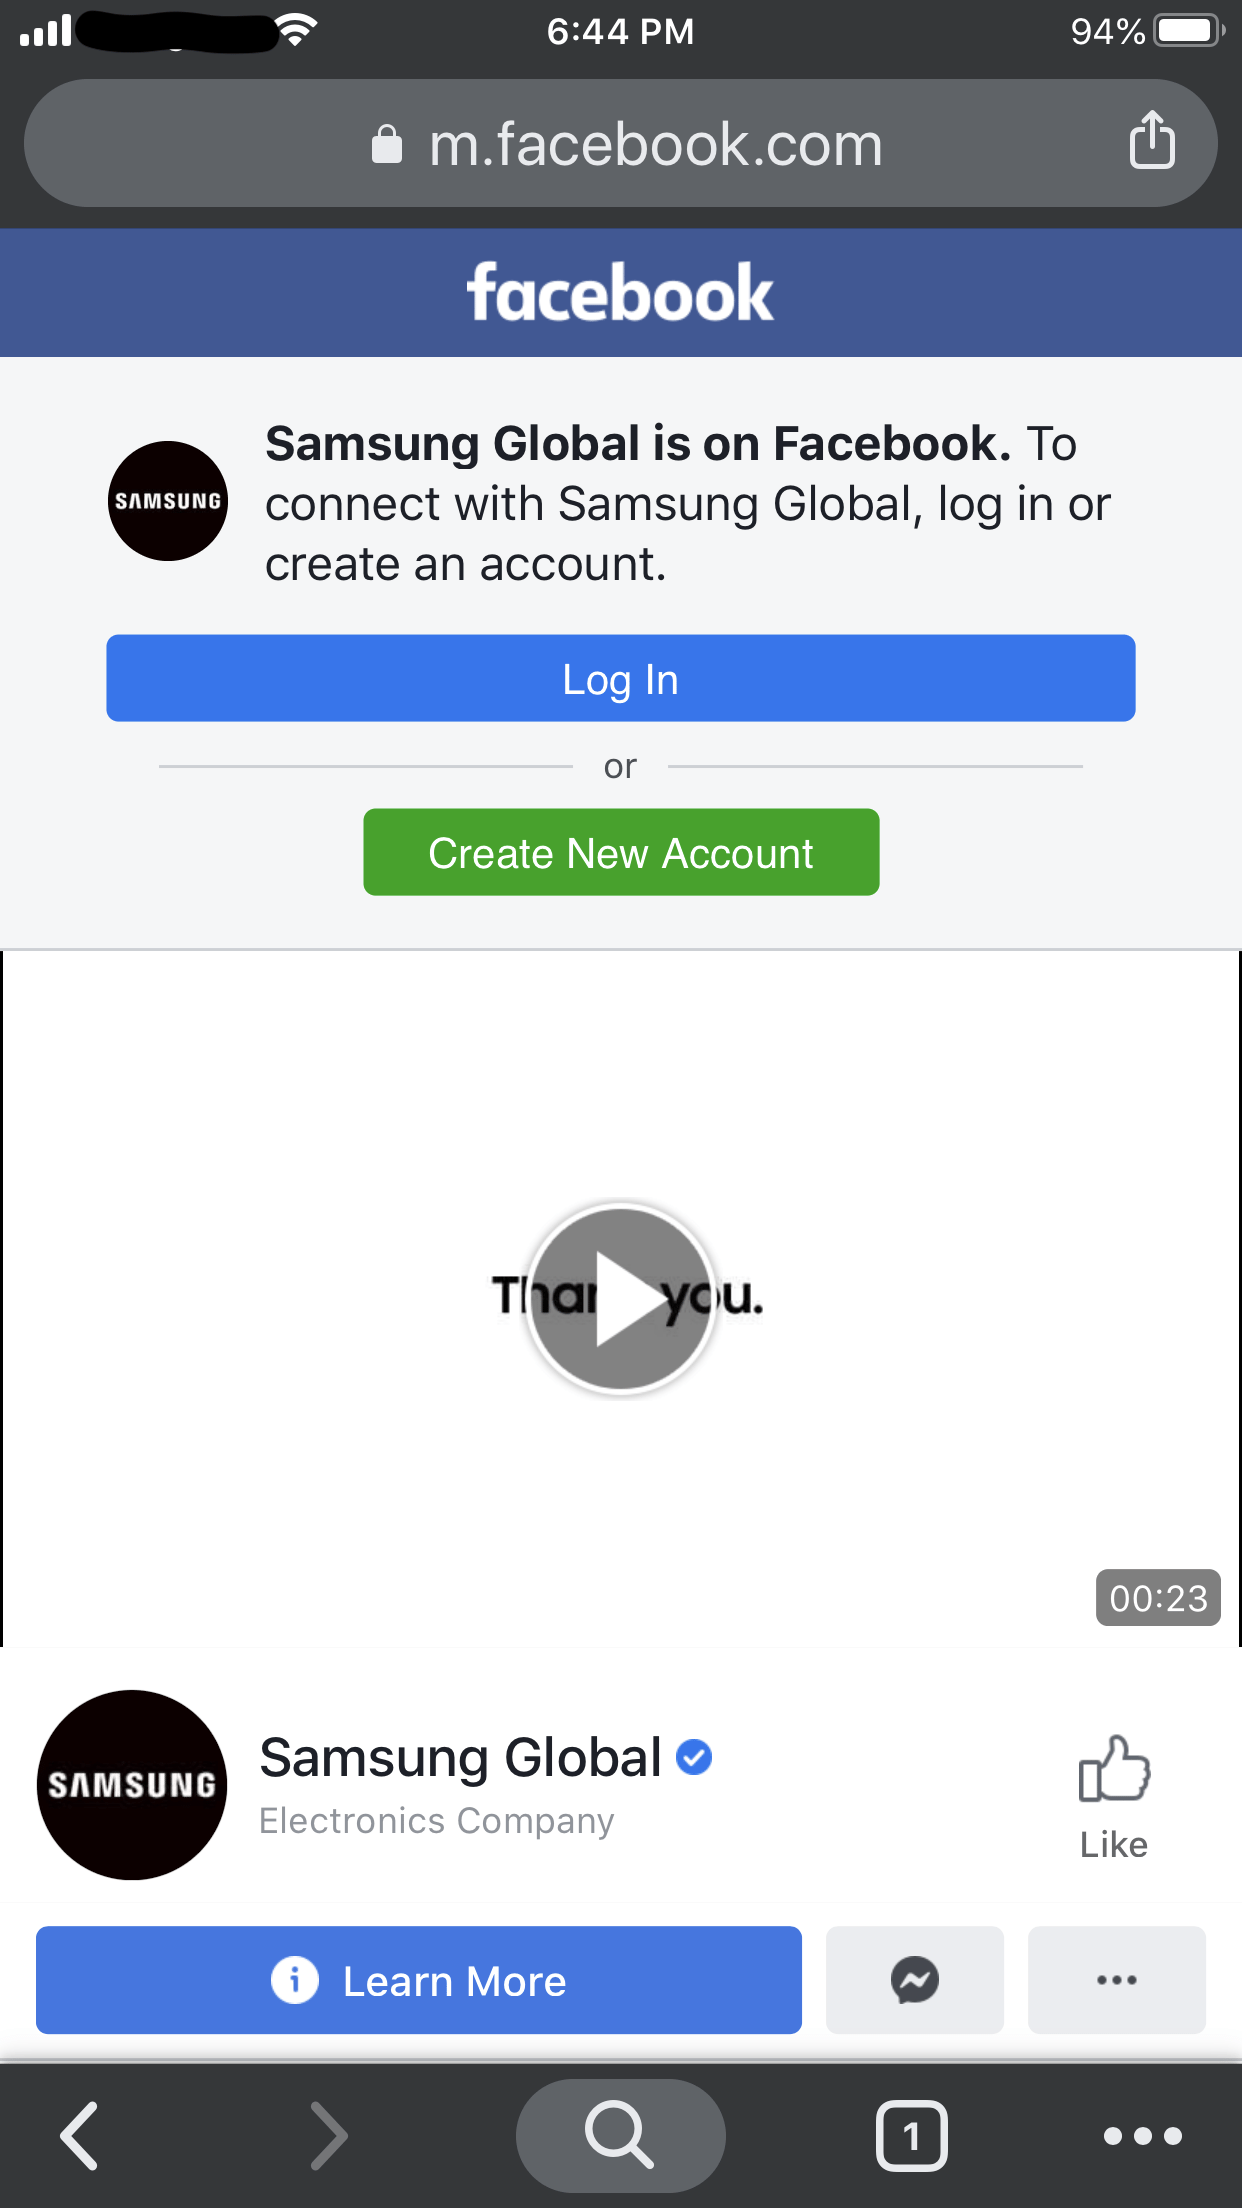 6:44 PM
94%
m.facebook.com
facebook
SAMSUNG
Samsung Global is on Facebook. To
connect with Samsung Global, log in or
create an account.
Log In
or
Create New Account
you.
00:23
SAMSUNG
Samsung Global
Electronics Company
Like
Learn More
1